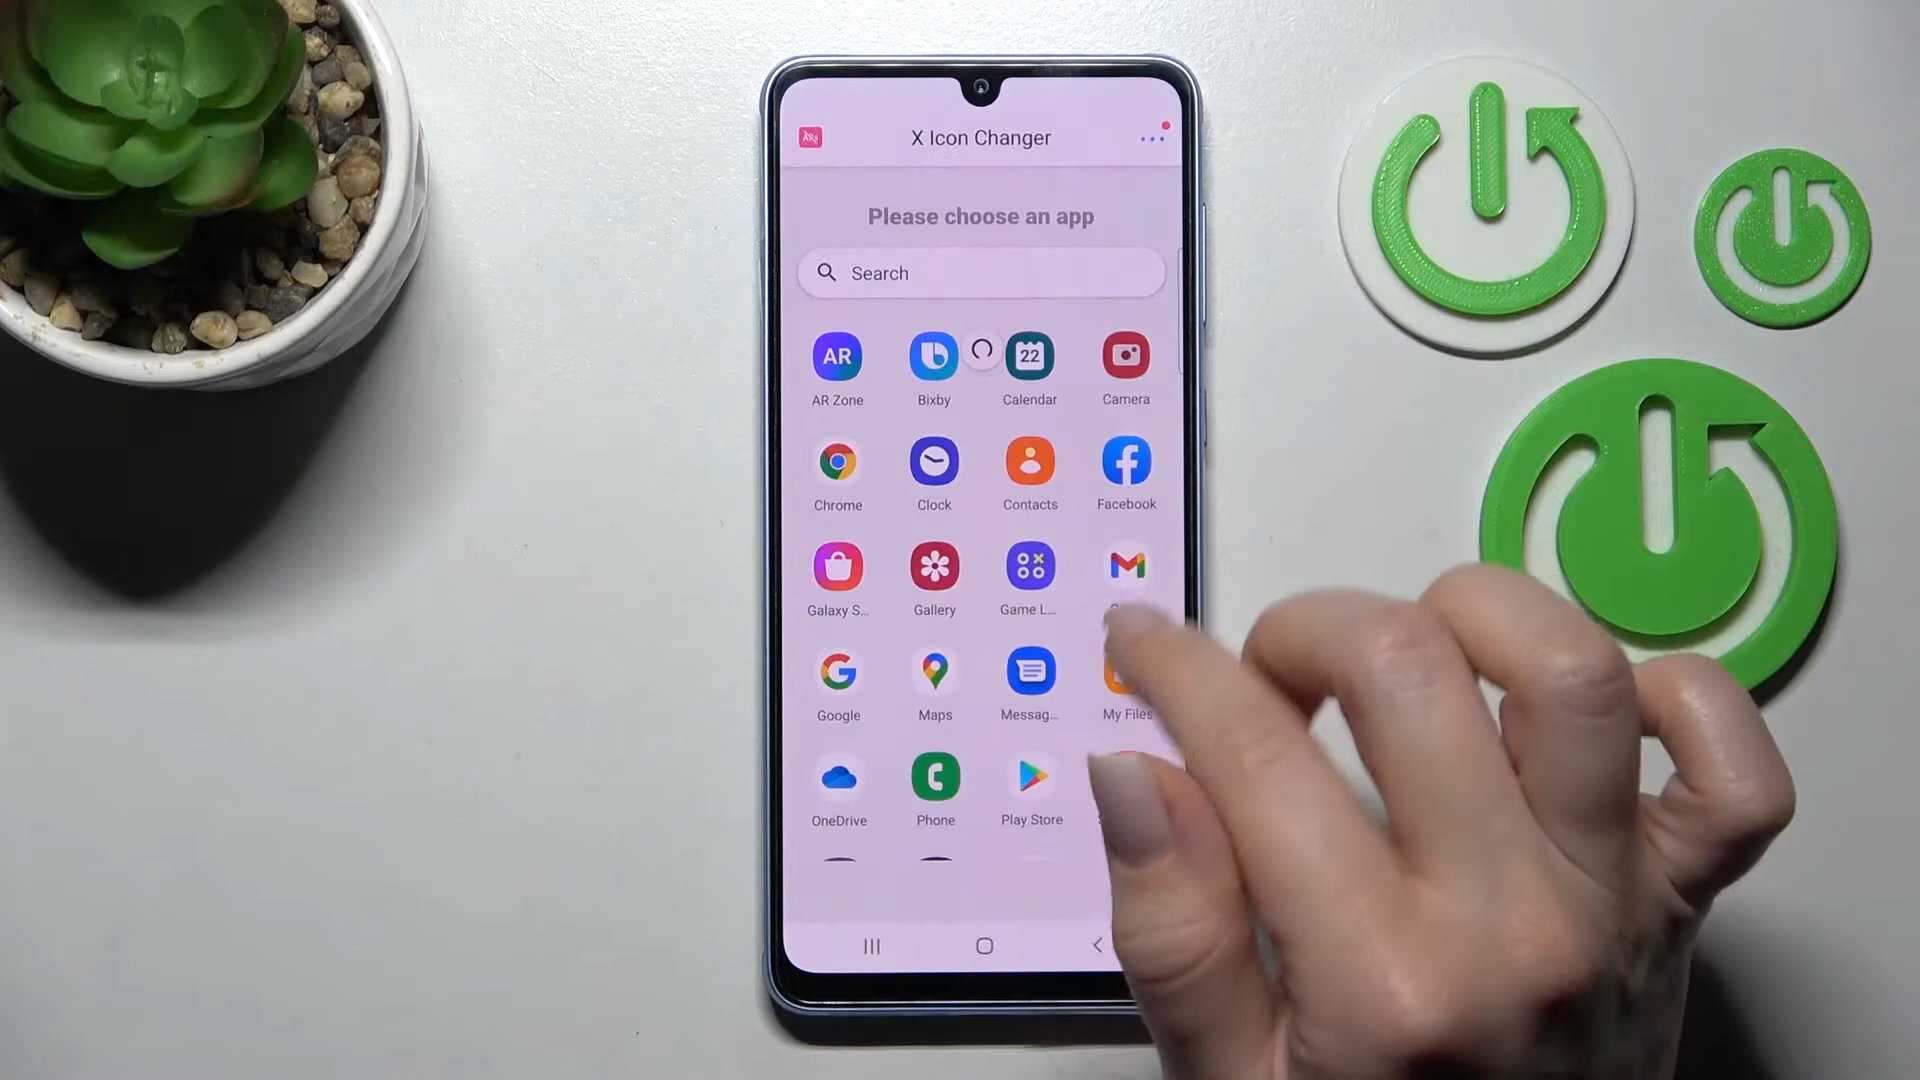 X Icon Changer
Please choose an app
Search
AR
22
AR Zone
Bixby
Calendar
Camera
Chrome
Clock
Contacts
Facebook
Galaxy S...
Gallery
Game L...
Google
Maps
Messag...
My Files
OneDrive
Phone
Play Store